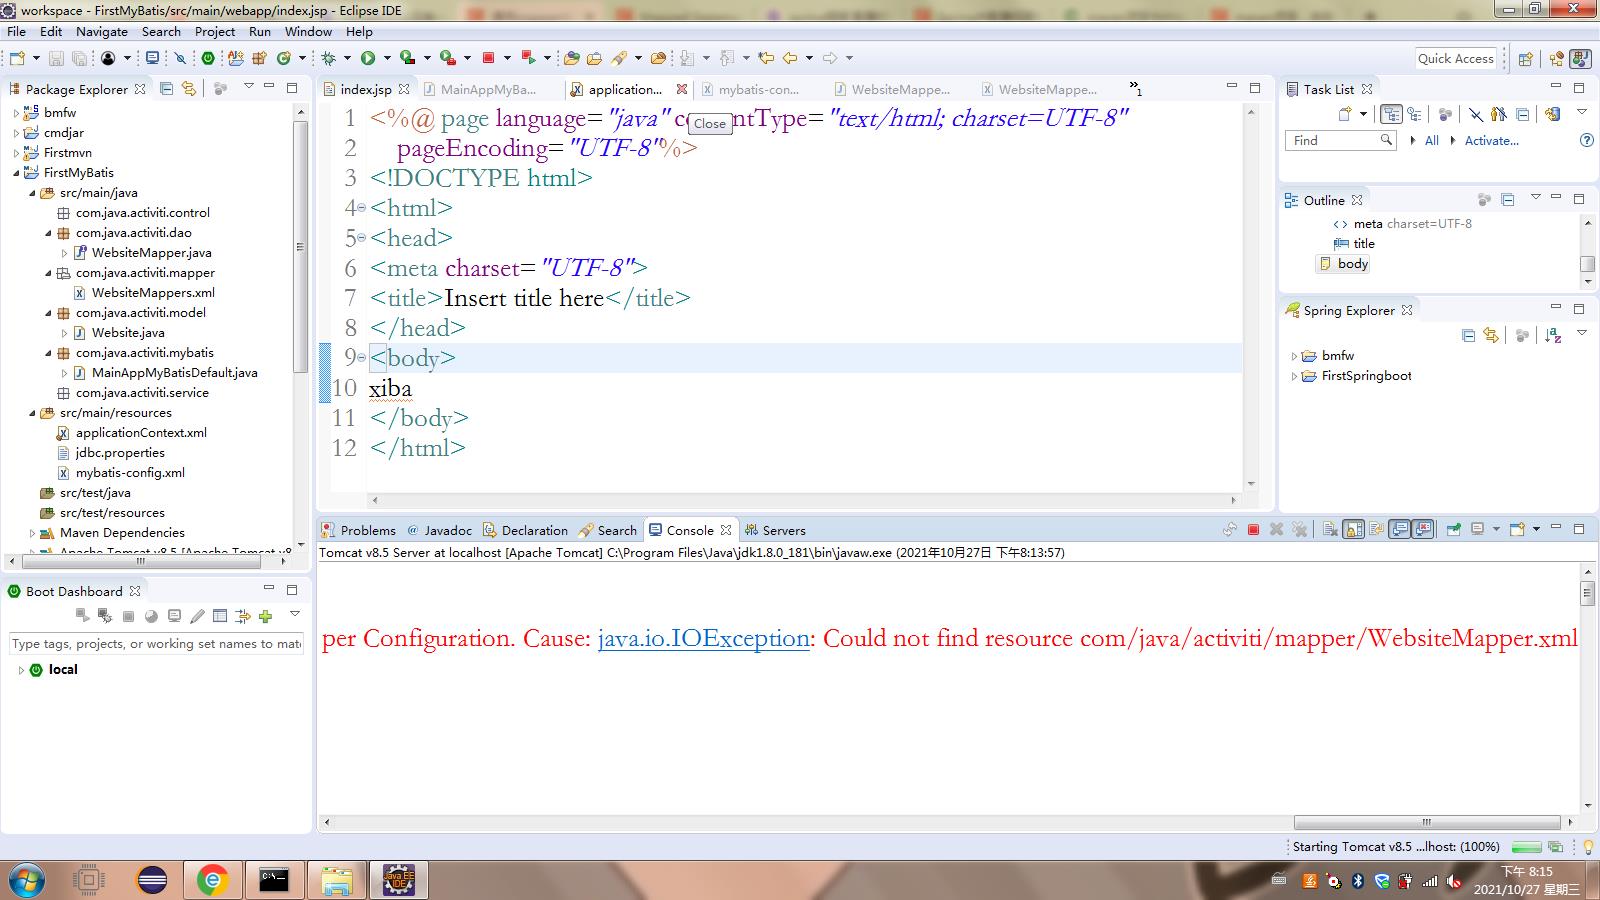 workspace - FirstMyBatis/src/main/webapp/index.jsp - Eclipse IDE
File Edit Navigate Search Project Run Window Help
Quick Access
Package Explorer
bmfw
cmdjar
Firstmvn
FirstMyBatis
src/main/java
com.java.activiti.control
com.java.activiti.dao
WebsiteMapper.java
com.java.activiti.mapper
WebsiteMappers.xml
com.java.activiti.model
Website.java
com.java.activiti.mybatis
MainAppMyBatisDefault.java
com.java.activiti.service
src/main/resources
applicationContext.xml
jdbc.properties
mybatis-config.xml
src/test/java
src/test/resources
Maven Dependencies
Apache Tomcat v8.5 [Apache Tomcat v8
Boot Dashboard
Type tags, projects, or working set names to mat
local
index.jsp MainAppMyBa... application... mybatis-con... WebsiteMappe... WebsiteMappe... »1
Close
1 <%@ page language="java" contentType="text/html; charset=UTF-8"
2 pageEncoding="UTF-8"%>
3 <!DOCTYPE html>
4 <html>
5 <head>
6 <meta charset="UTF-8">
7 <title>Insert title here</title>
8 </head>
9 <body>
10 xiba
11 </body>
12 </html>
Task List
Find All Activate...
Outline
meta charset=UTF-8
title
body
Spring Explorer
bmfw
FirstSpringboot
Problems @ Javadoc Declaration Search Console Servers
Tomcat v8.5 Server at localhost [Apache Tomcat] C:\Program Files\Java\jdk1.8.0_181\bin\javaw.exe (2021年10月27日 下午8:13:57)
per Configuration. Cause: java.io.IOException: Could not find resource com/java/activiti/mapper/WebsiteMapper.xml
Starting Tomcat v8.5 ...lhost: (100%)
Java EE
IDE
下午 8:15
2021/10/27 星期三